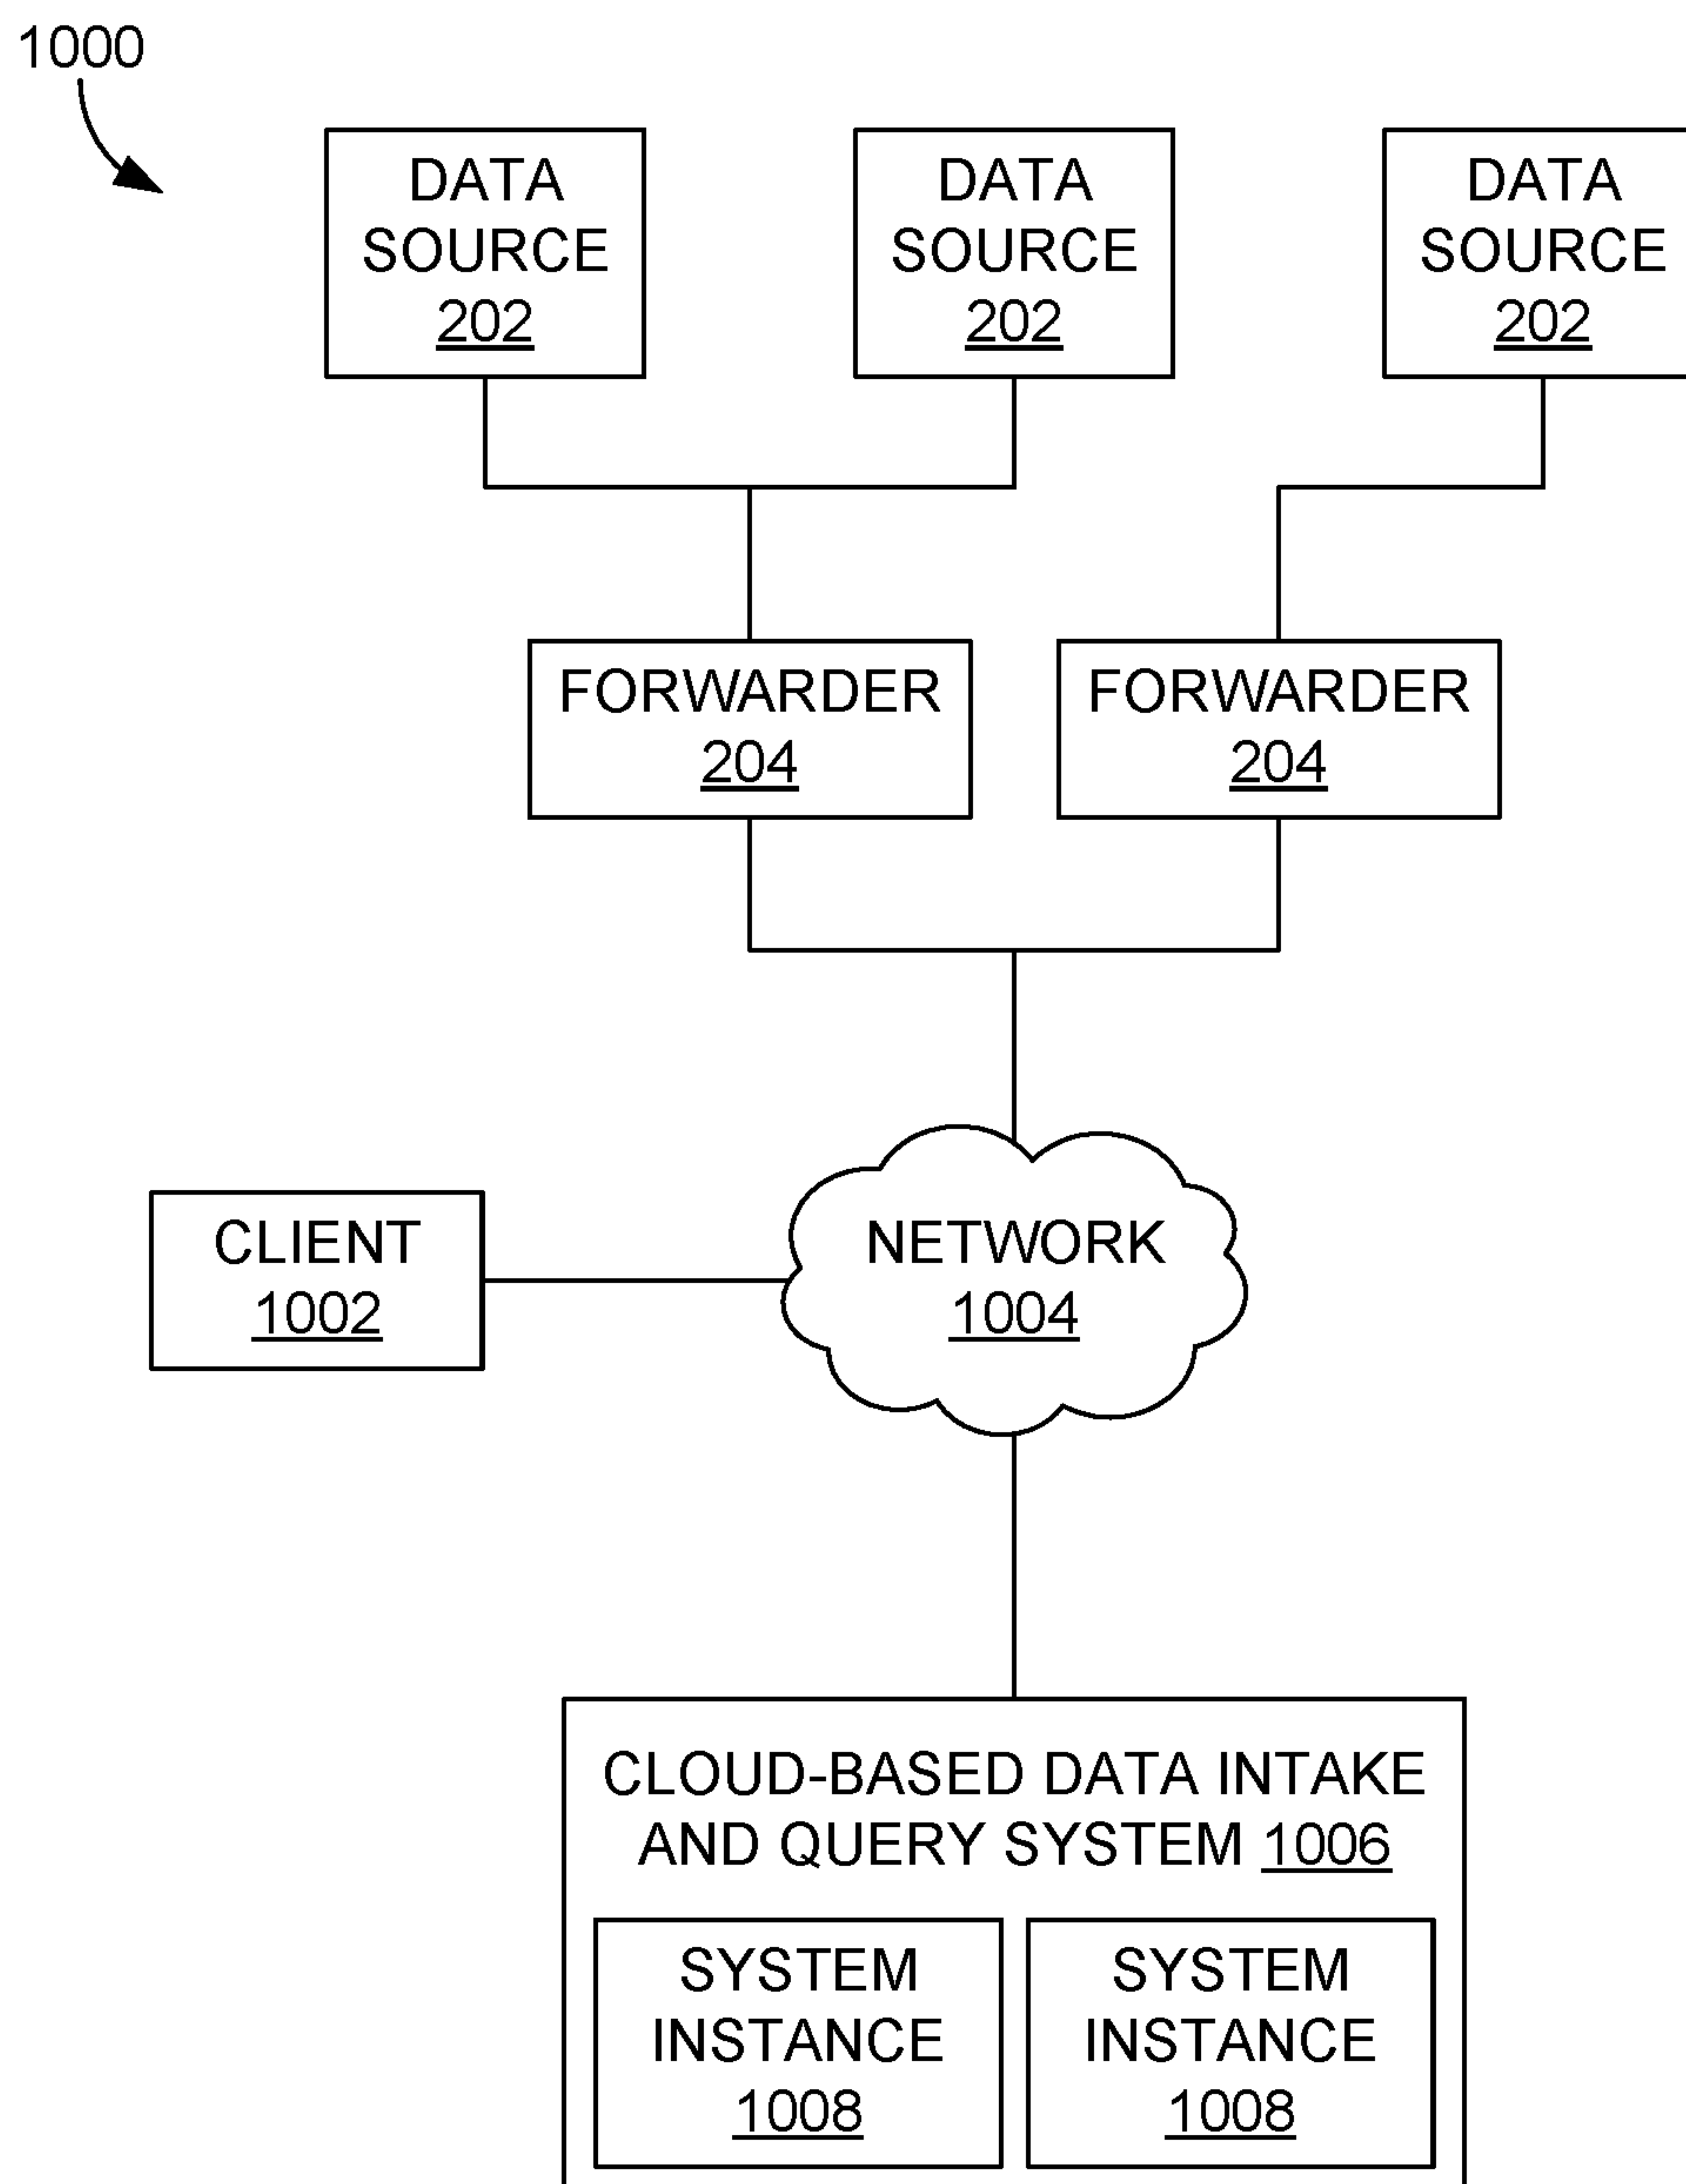 1000
DATA
SOURCE
202
DATA
SOURCE
202
DATA
SOURCE
202
FORWARDER
204
FORWARDER
204
CLIENT
1002
NETWORK
1004
CLOUD-BASED DATA INTAKE
AND QUERY SYSTEM 1006
SYSTEM
INSTANCE
1008
SYSTEM
INSTANCE
1008